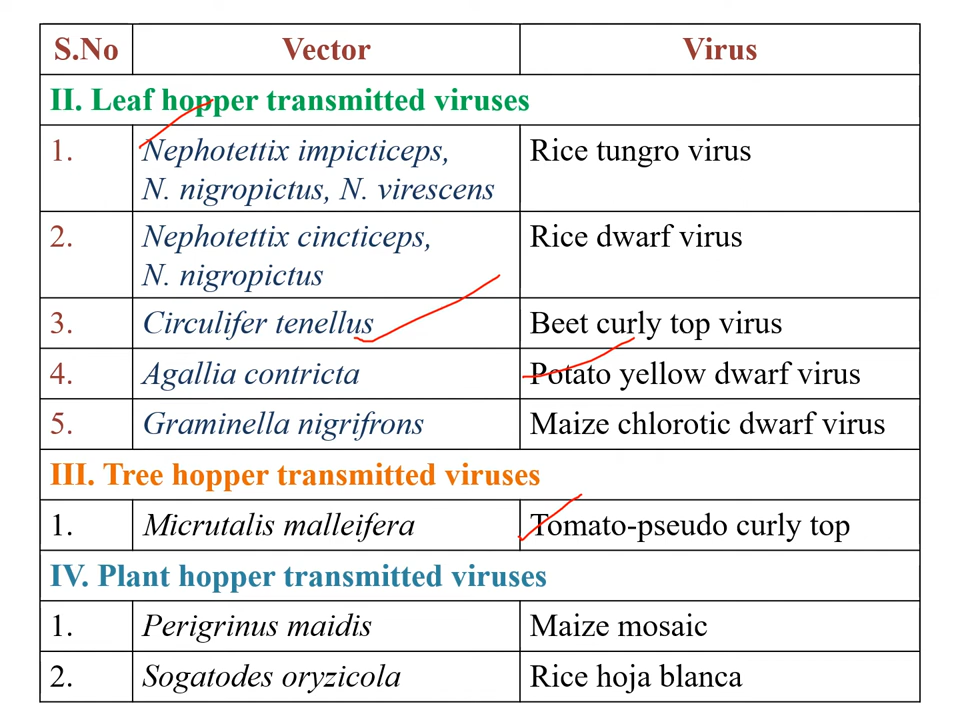 S.No Vector Virus
II. Leaf hopper transmitted viruses
1. Nephotettix impicticeps, Rice tungro virus
N. nigropictus, N. virescens
2. Nephotettix cincticeps, Rice dwarf virus
N. nigropictus
3. Circulifer tenellus Beet curly top virus
4. Agallia contricta Potato yellow dwarf virus
5. Graminella nigrifrons Maize chlorotic dwarf virus
III. Tree hopper transmitted viruses
1. Micrutalis malleifera Tomato-pseudo curly top
IV. Plant hopper transmitted viruses
1. Perigrinus maidis Maize mosaic
2. Sogatodes oryzicola Rice hoja blanca